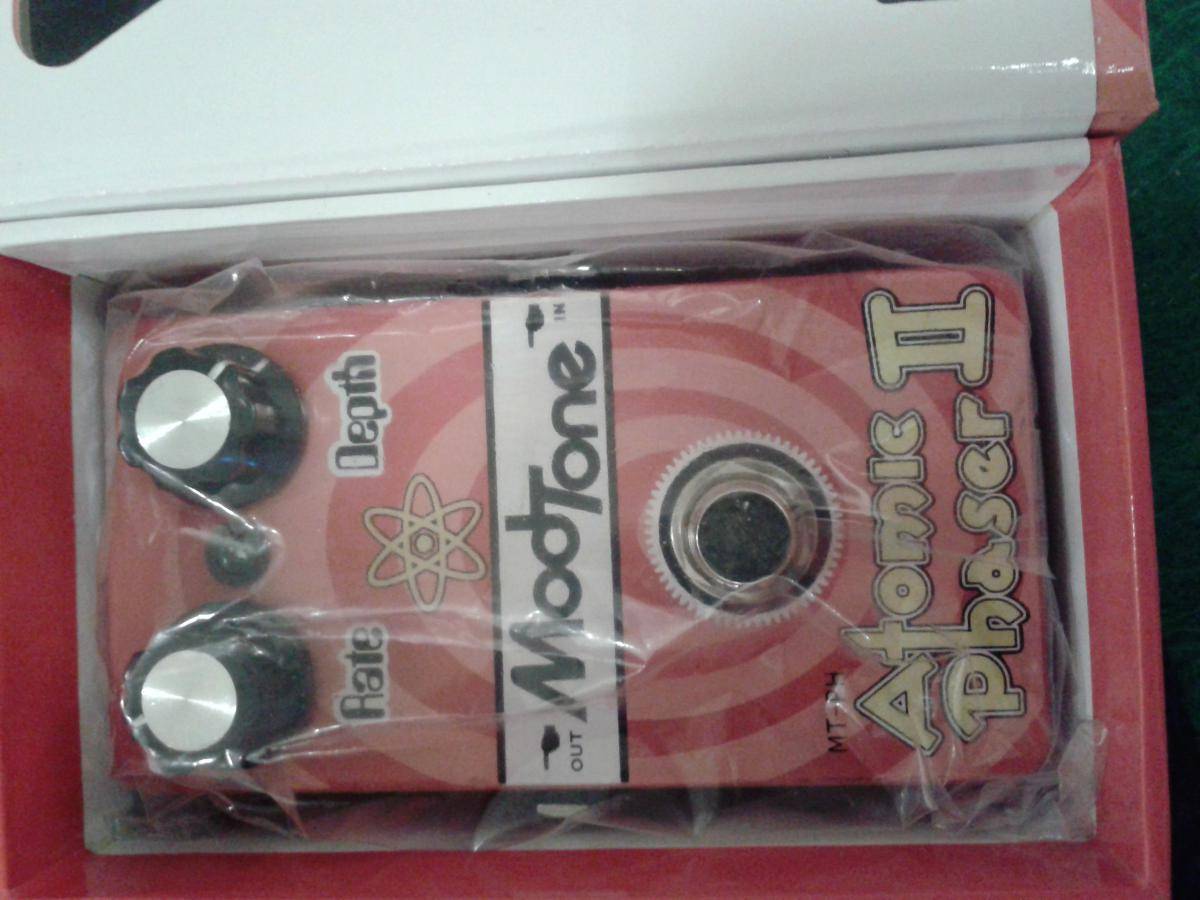 Rate Depth
OUT ModTone IN
Atomic II
Phaser